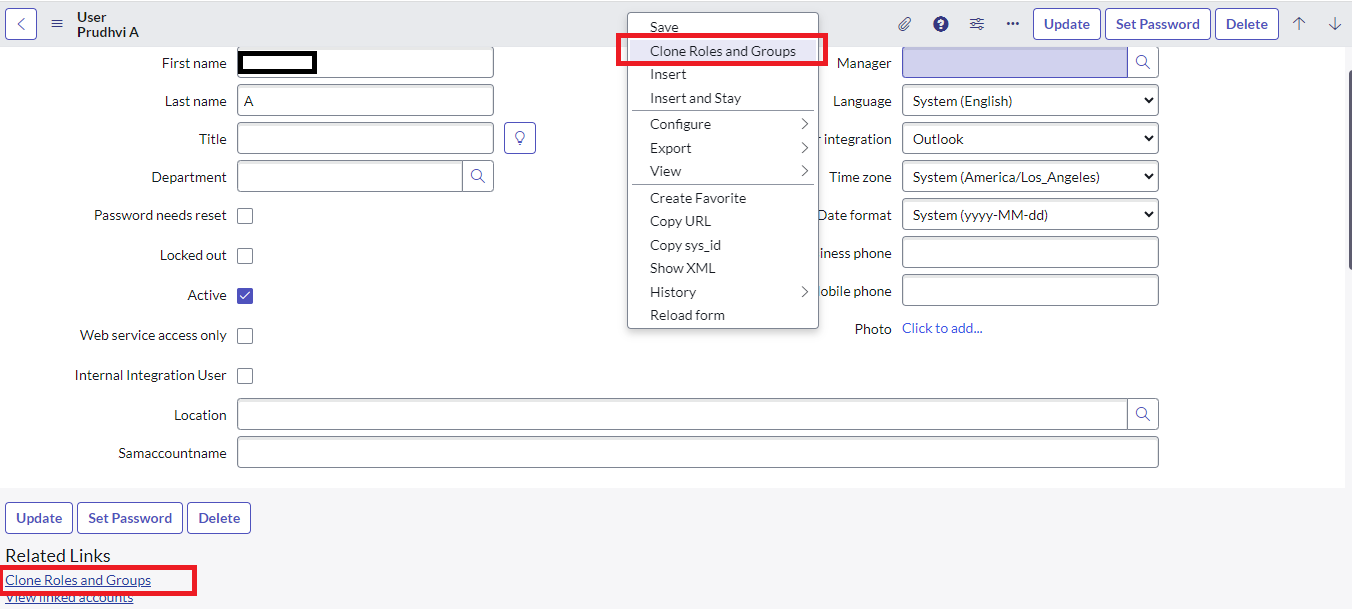 User
Prudhvi A
Update
Set Password
Delete
First name
Last name
A
Title
Department
Password needs reset
Locked out
Active
Web service access only
Internal Integration User
Location
Samaccountname
Save
Clone Roles and Groups
Insert
Insert and Stay
Configure
Export
View
Create Favorite
Copy URL
Copy sys_id
Show XML
History
Reload form
Manager
Language
System (English)
integration
Outlook
Time zone
System (America/Los_Angeles)
Date format
System (yyyy-MM-dd)
iness phone
obile phone
Photo
Click to add...
Update
Set Password
Delete
Related Links
Clone Roles and Groups
View linked accounts